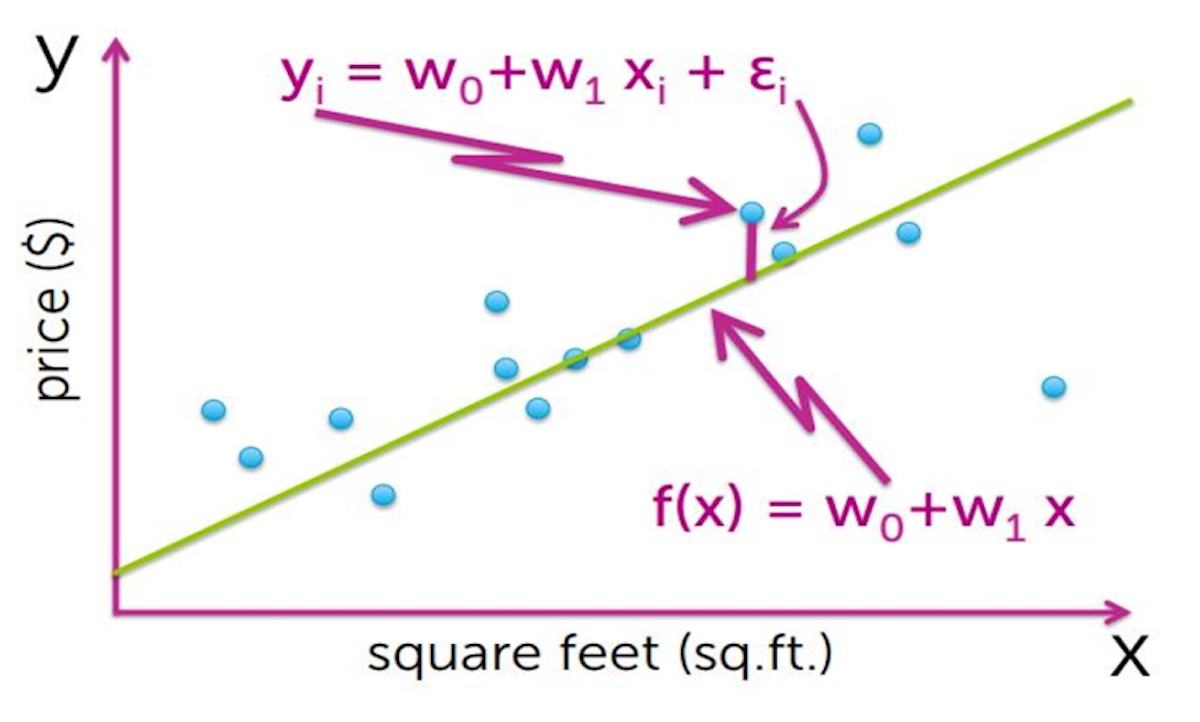 y
yᵢ = w₀+w₁ xᵢ + εᵢ
price ($)
f(x) = w₀+w₁ x
square feet (sq.ft.)
x